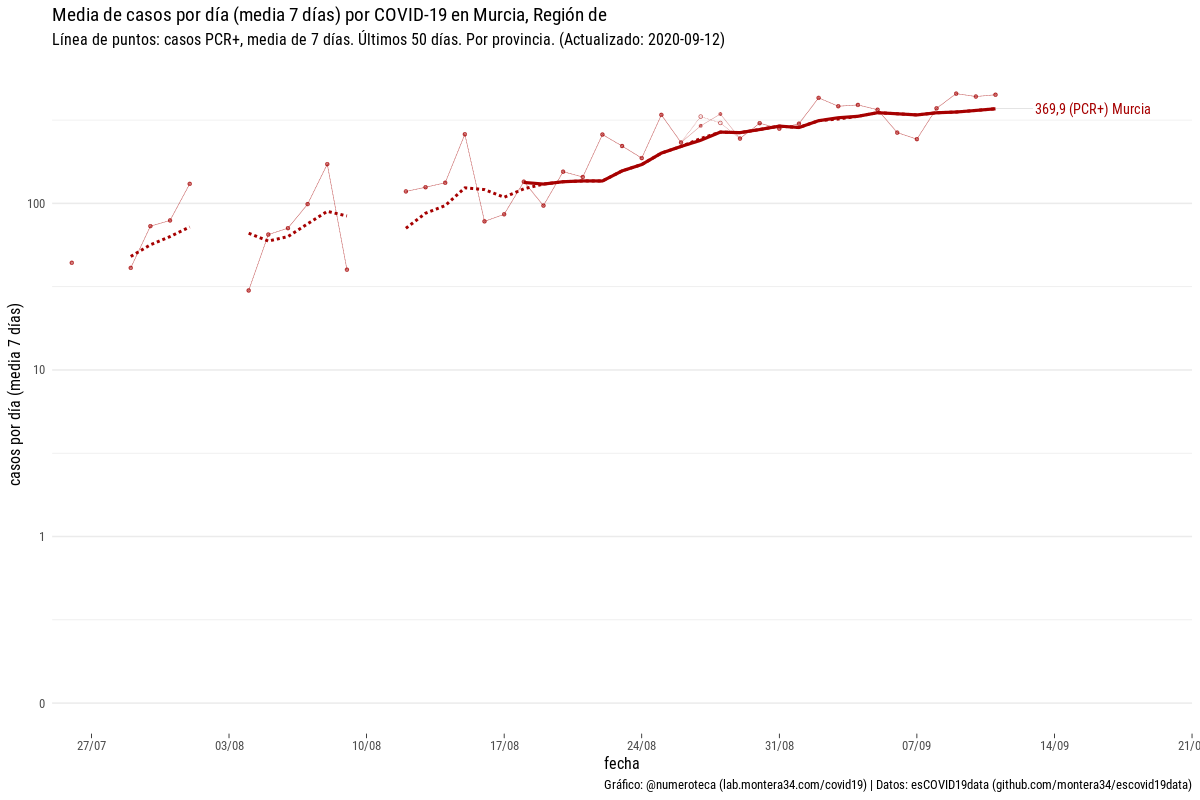 Media de casos por día (media 7 días) por COVID-19 en Murcia, Región de
Línea de puntos: casos PCR+, media de 7 días. Últimos 50 días. Por provincia. (Actualizado: 2020-09-12)
369,9 (PCR+) Murcia
casos por día (media 7 días)
100
10
1
0
27/07 03/08 10/08 17/08 24/08 31/08 07/09 14/09 21/0
fecha
Gráfico: @numeroteca (lab.montera34.com/covid19) | Datos: esCOVID19data (github.com/montera34/escovid19data)